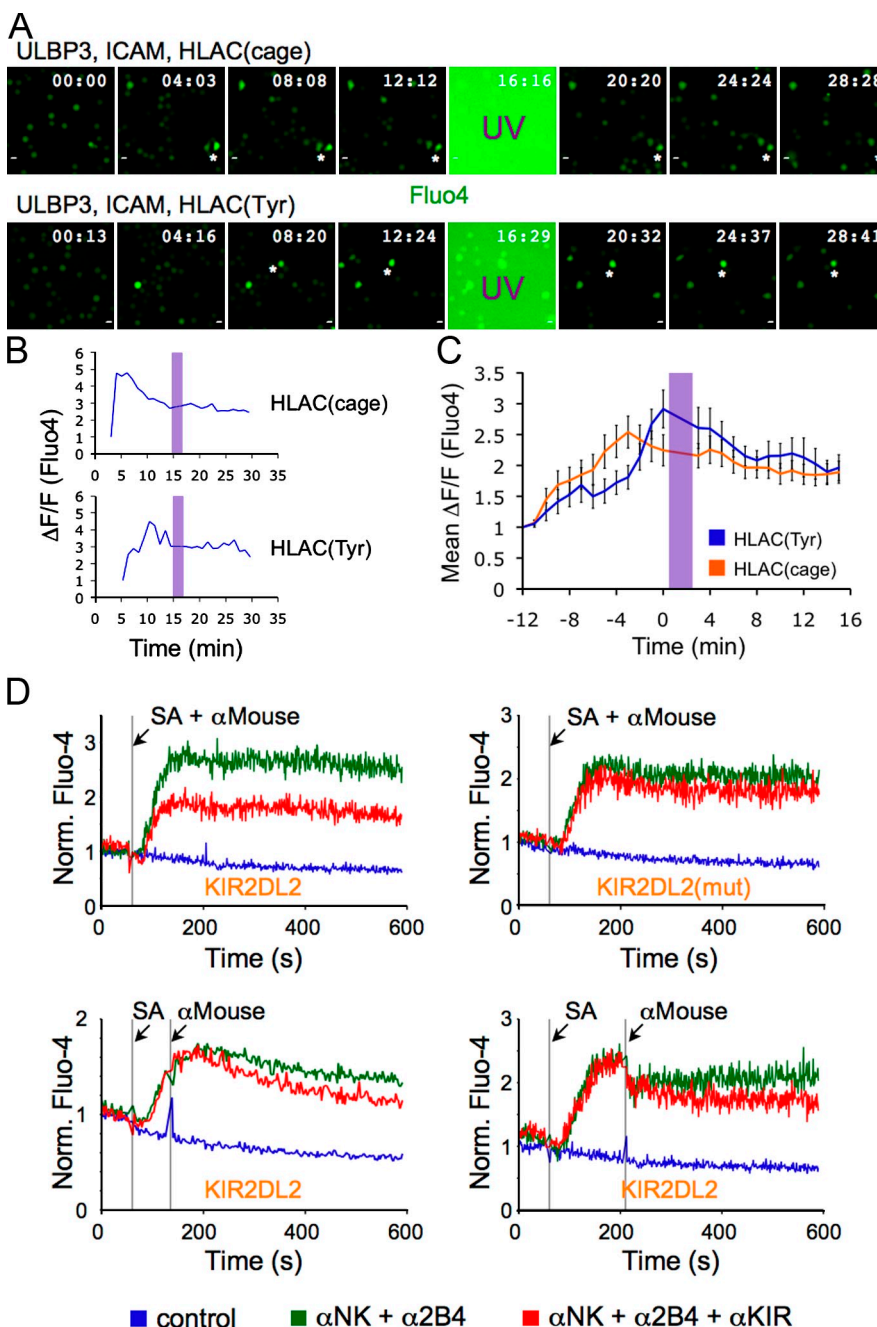 A
ULBP3, ICAM, HLAC(cage)
00:00 04:03 08:08 12:12 16:16 20:20 24:24 28:28
UV
* * * * * *
Fluo4
ULBP3, ICAM, HLAC(Tyr)
00:13 04:16 08:20 12:24 16:29 20:32 24:37 28:41
UV
* * * * *
B
6
5
4
3
2
1
0
0 5 10 15 20 25 30 35
HLAC(cage)
6
5
4
3
2
1
0
0 5 10 15 20 25 30 35
HLAC(Tyr)
ΔF/F (Fluo4)
Time (min)
C
3.5
3
2.5
2
1.5
1
0.5
0
-12 -8 -4 0 4 8 12 16
Mean ΔF/F (Fluo4)
HLAC(Tyr)
HLAC(cage)
Time (min)
D
SA + αMouse
3
2
1
0
Norm. Fluo-4
KIR2DL2
0 200 400 600
Time (s)
SA + αMouse
3
2
1
0
Norm. Fluo-4
KIR2DL2(mut)
0 200 400 600
Time (s)
SA αMouse
2
1
0
Norm. Fluo-4
KIR2DL2
0 200 400 600
Time (s)
SA αMouse
3
2
1
0
Norm. Fluo-4
KIR2DL2
0 200 400 600
Time (s)
control αNK + α2B4 αNK + α2B4 + αKIR